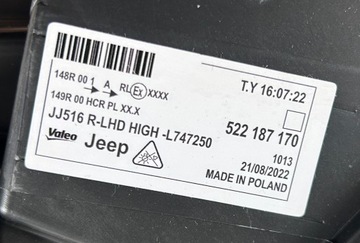 T.Y 16:07:22
148R 00 1 A RL Ex XXXX
149R 00 HCR PL XX.X
JJ516 R-LHD HIGH -L747250
522 187 170
Valeo Jeep
1013
21/08/2022
MADE IN POLAND